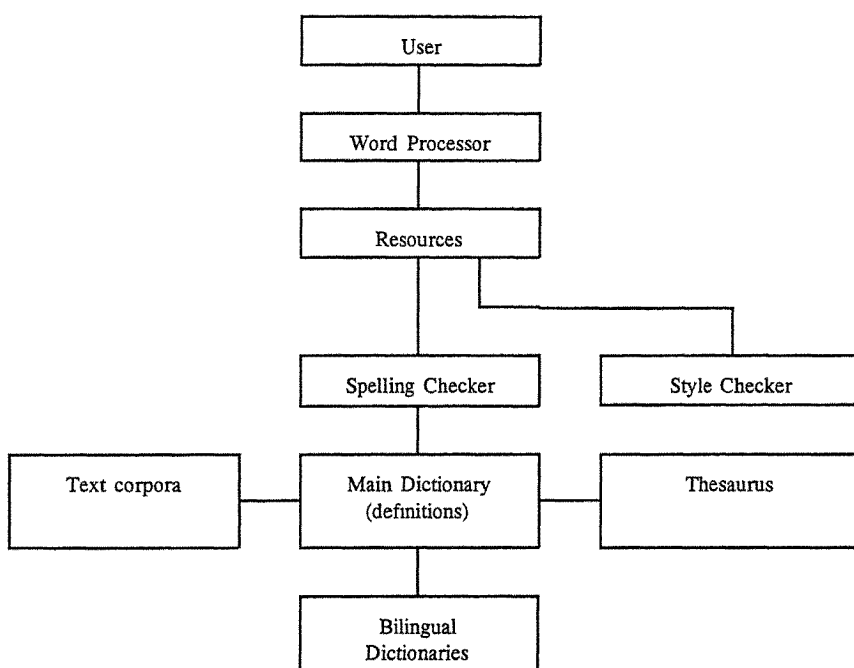 User
Word Processor
Resources
Spelling Checker
Style Checker
Text corpora
Main Dictionary
(definitions)
Thesaurus
Bilingual
Dictionaries